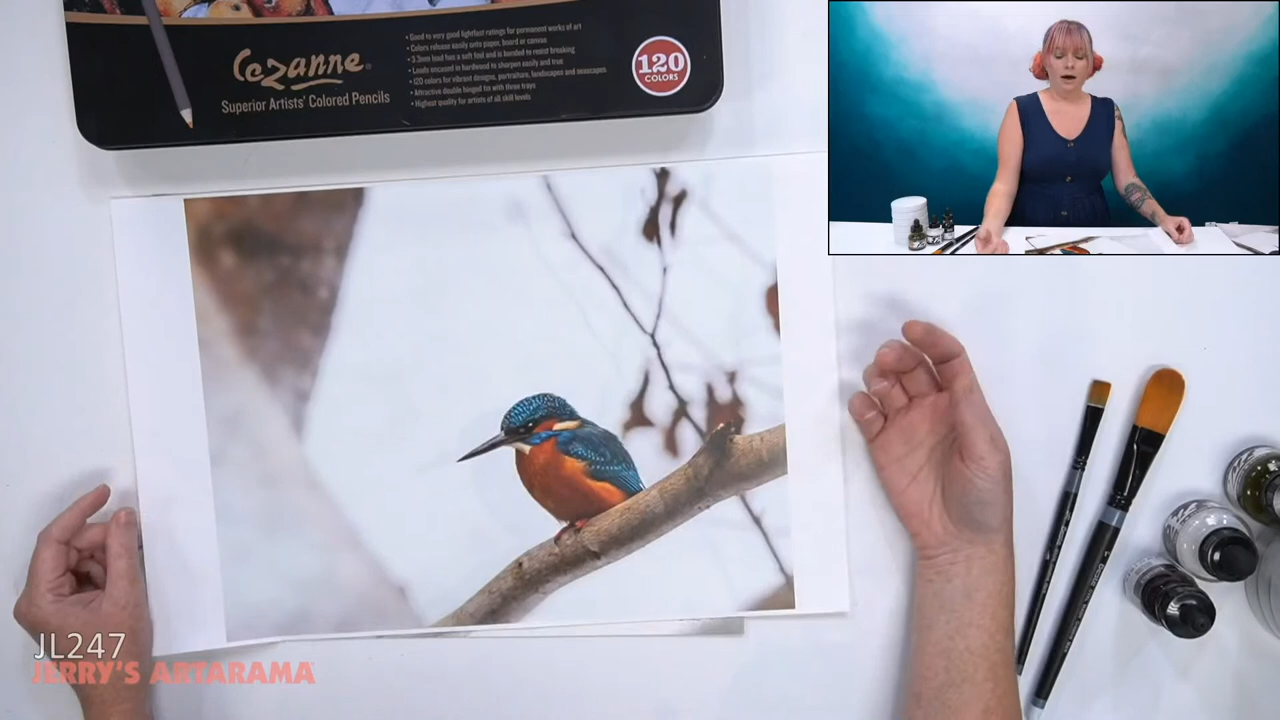 Cezanne®
Superior Artists' Colored Pencils
• Good to very good lightfast ratings for permanent works of art
• Colors release easily onto paper, board or canvas
• 3.3mm lead has a soft feel and is bonded to resist breaking
• Leads encased in hardwood to sharpen easily and true
• 120 colors for vibrant designs, portraiture, landscapes and seascapes
• Attractive double hinged tin with three trays
• Highest quality for artists of all skill levels
120
COLORS
JL247
JERRY'S ARTARAMA